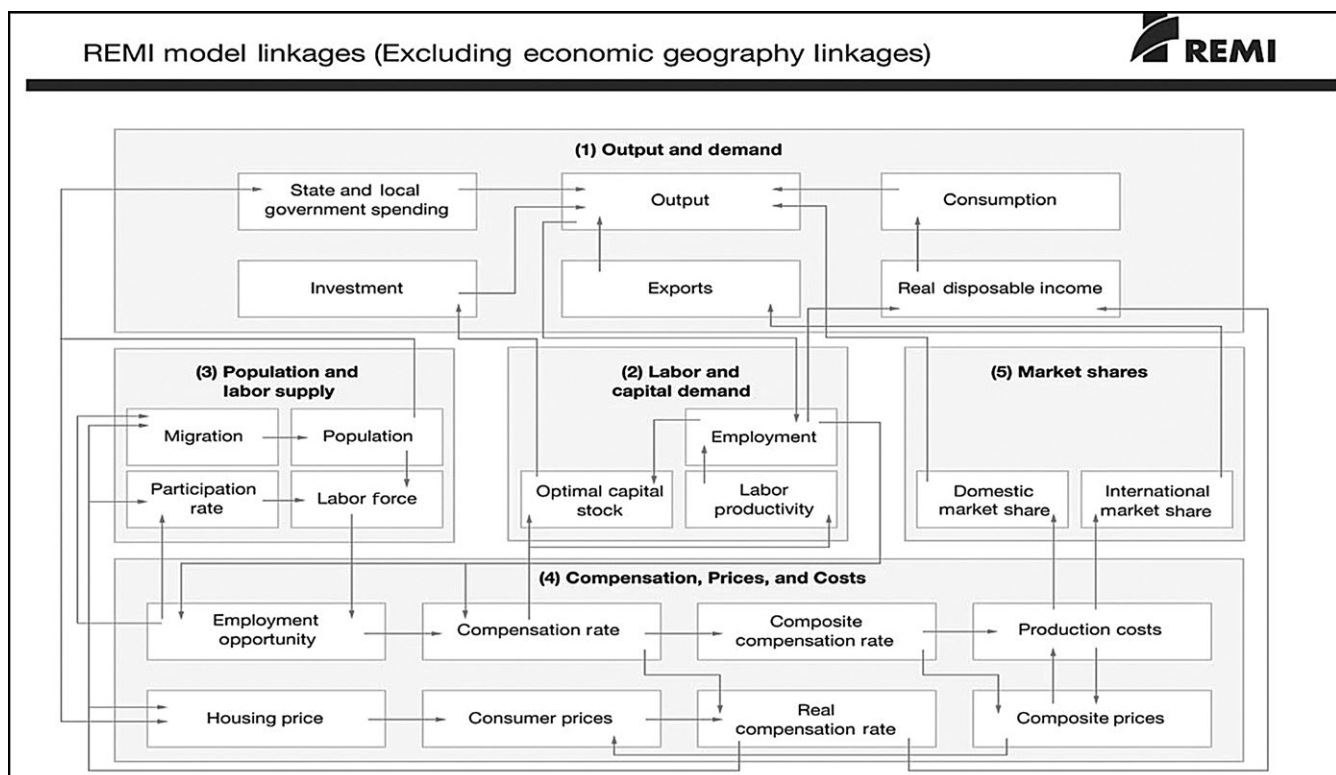 REMI model linkages (Excluding economic geography linkages)
REMI
(1) Output and demand
State and local
government spending
Output
Consumption
Investment
Exports
Real disposable income
(3) Population and
labor supply
Migration
Population
Participation
rate
Labor force
(2) Labor and
capital demand
Employment
Optimal capital
stock
Labor
productivity
(5) Market shares
Domestic
market share
International
market share
(4) Compensation, Prices, and Costs
Employment
opportunity
Compensation rate
Composite
compensation rate
Production costs
Housing price
Consumer prices
Real
compensation rate
Composite prices